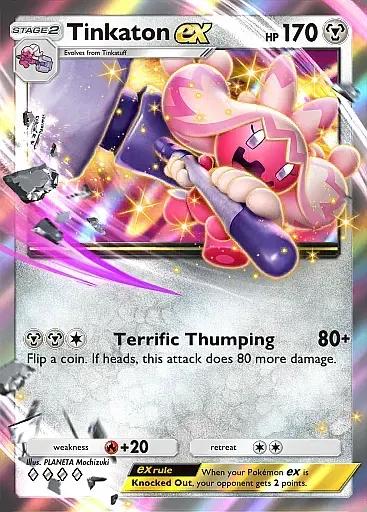 STAGE 2 Tinkaton ex HP 170
Evolves from Tinkatuff
Terrific Thumping 80+
Flip a coin. If heads, this attack does 80 more damage.
weakness +20 retreat
Illus. PLANETA Mochizuki
ex rule When your Pokémon ex is
Knocked Out, your opponent gets 2 points.